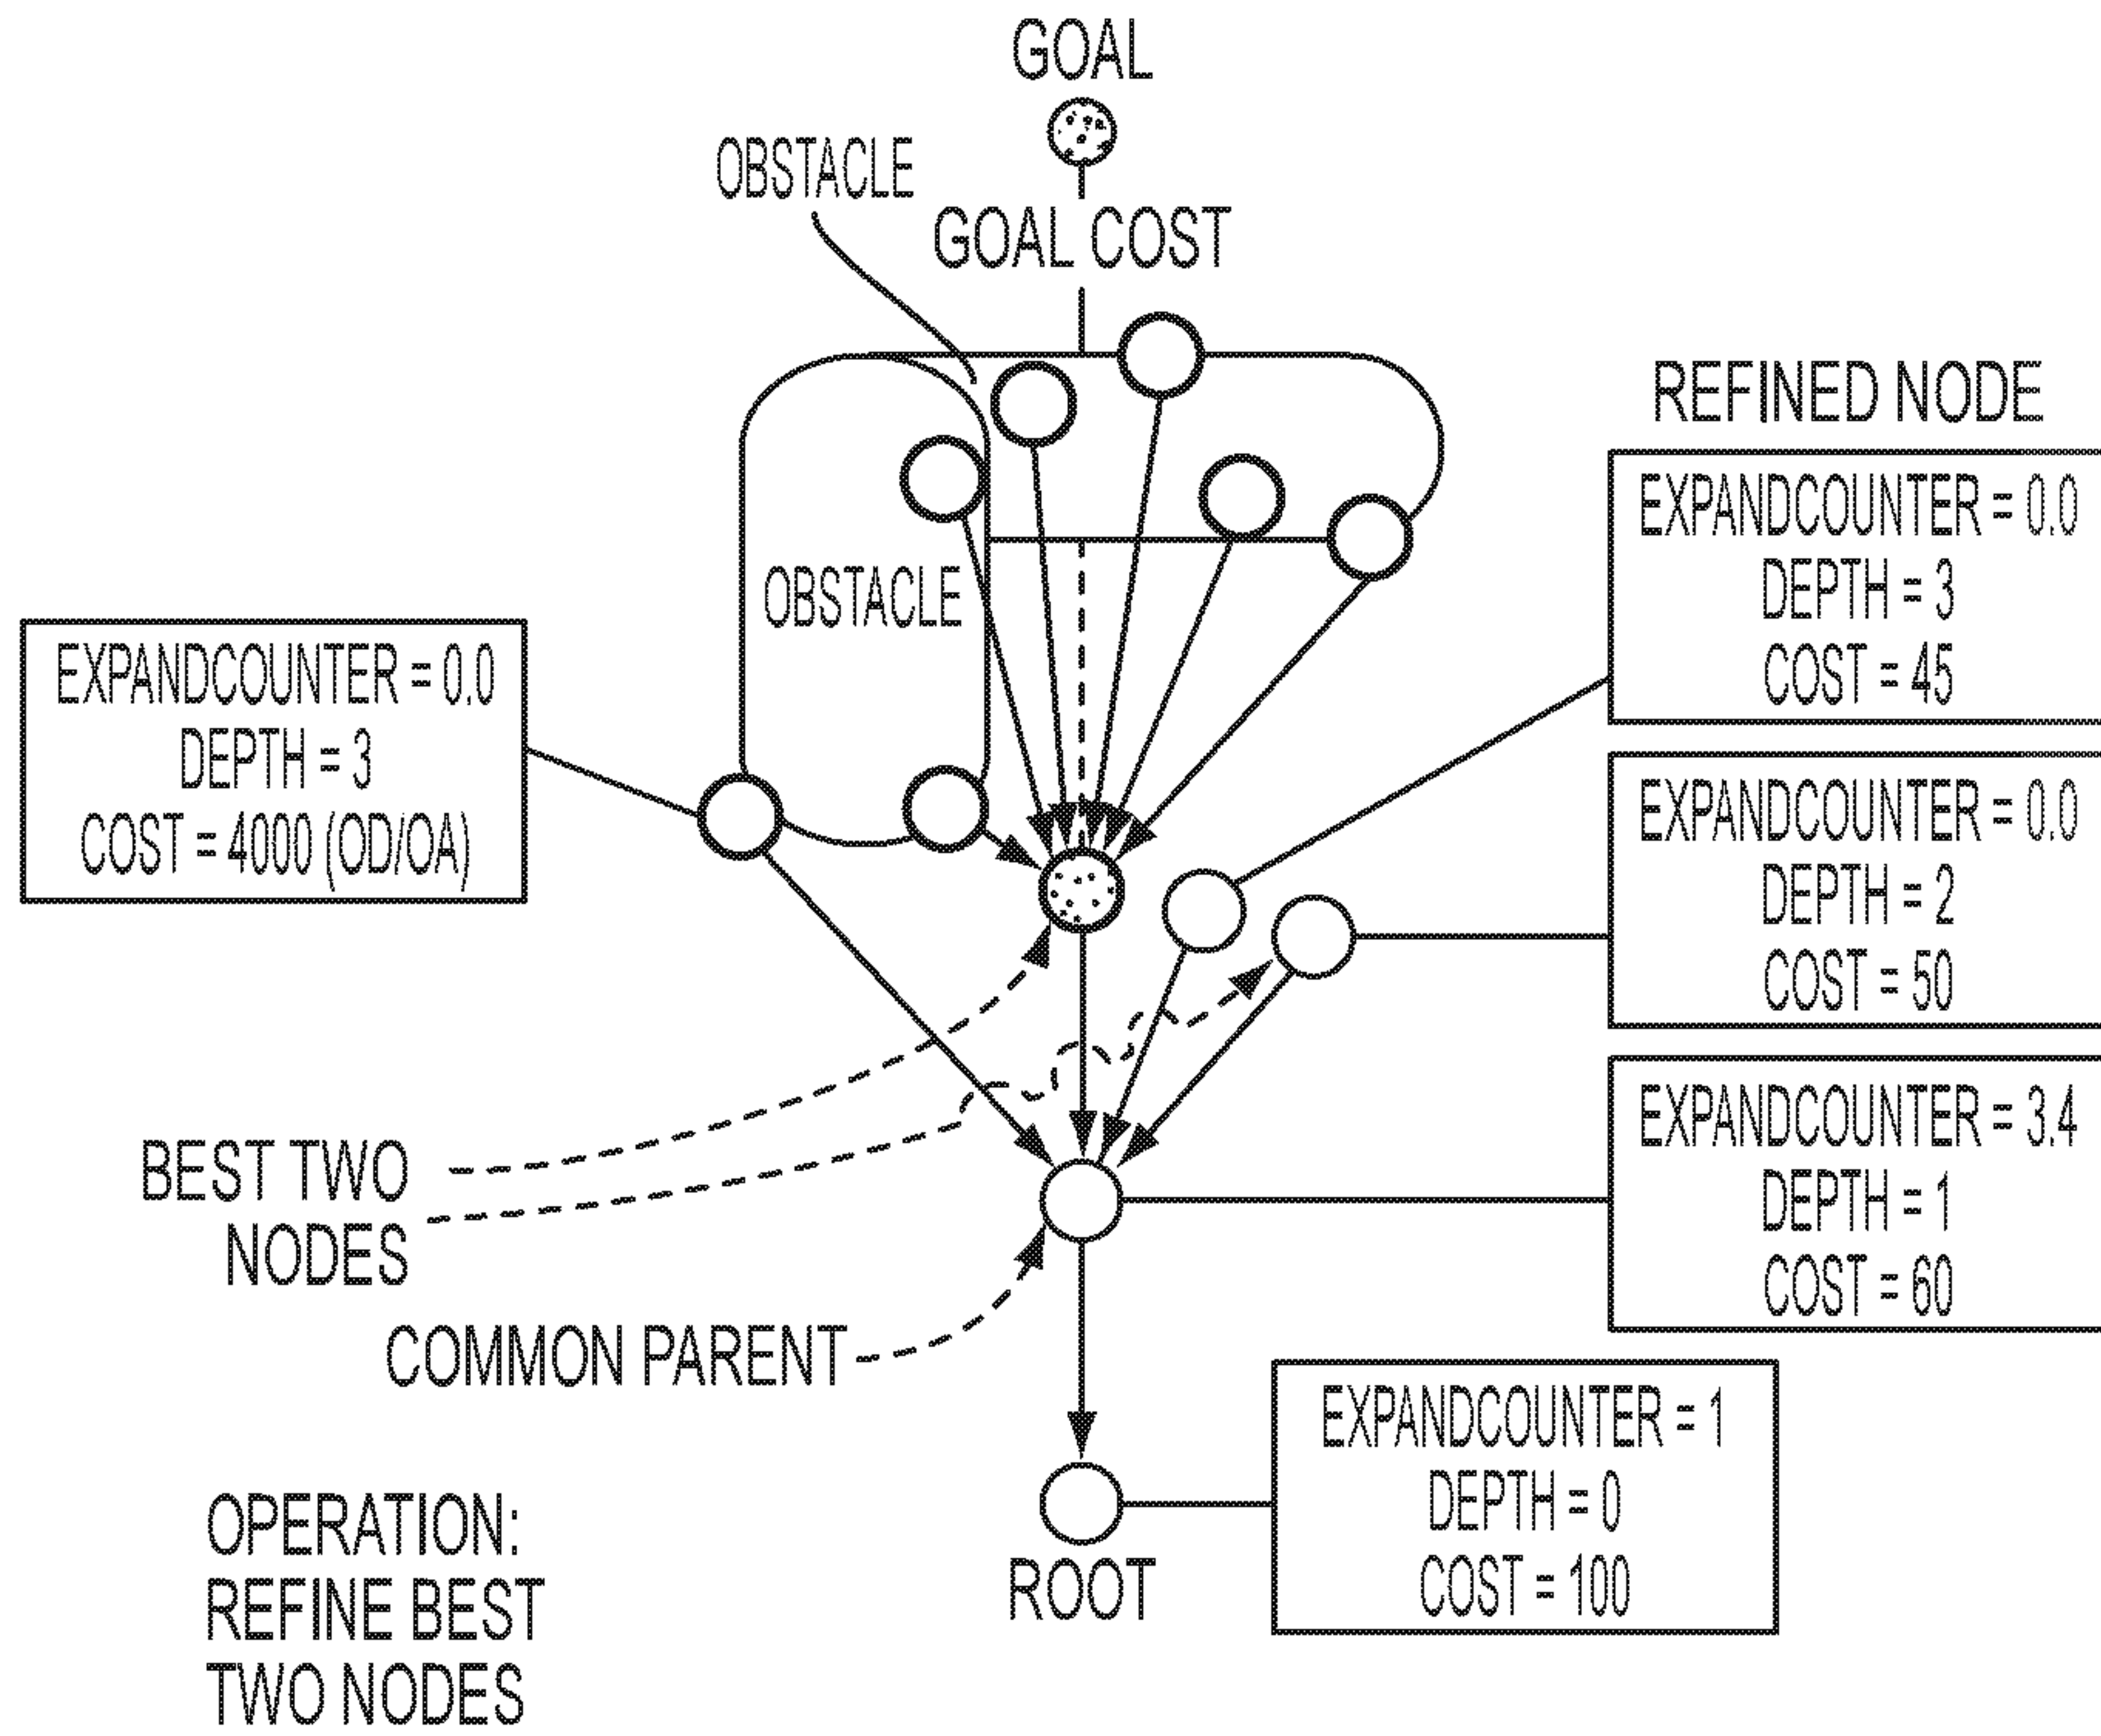 GOAL
OBSTACLE
GOAL COST
REFINED NODE
EXPANDCOUNTER = 0.0
DEPTH = 3
COST = 45
OBSTACLE
EXPANDCOUNTER = 0.0
DEPTH = 3
COST = 4000 (OD/OA)
EXPANDCOUNTER = 0.0
DEPTH = 2
COST = 50
EXPANDCOUNTER = 3.4
DEPTH = 1
COST = 60
BEST TWO
NODES
COMMON PARENT
EXPANDCOUNTER = 1
DEPTH = 0
COST = 100
ROOT
OPERATION:
REFINE BEST
TWO NODES